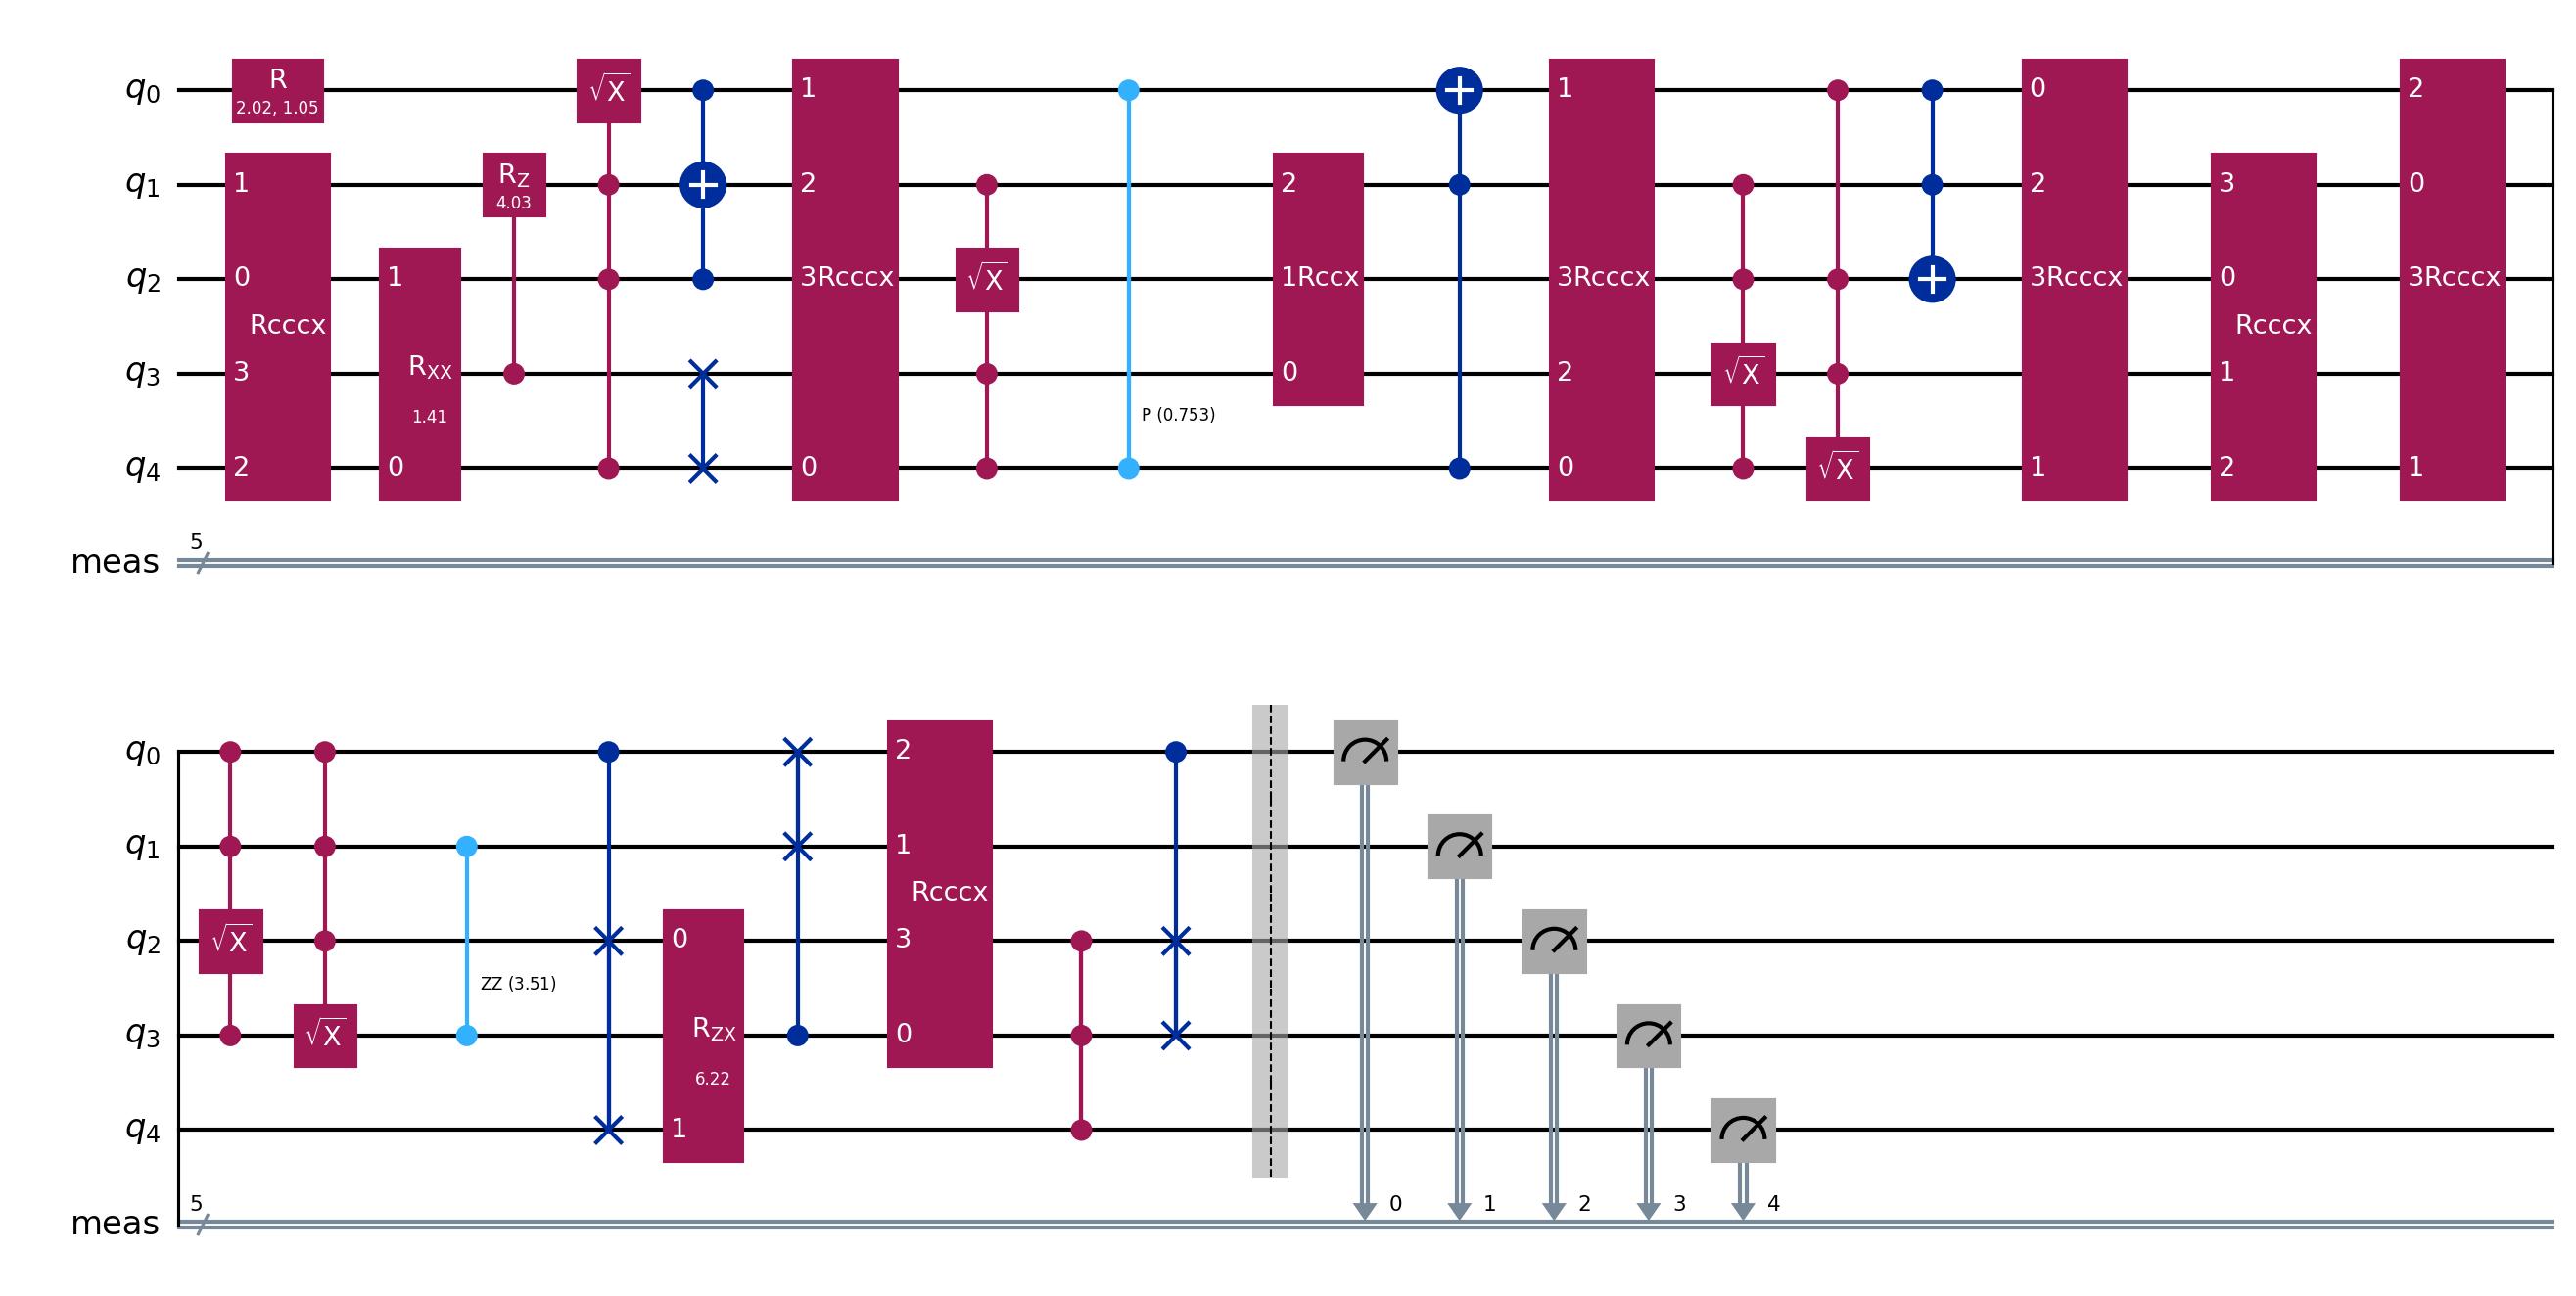 q0 R 2.02, 1.05 √X 1 1 0 2
q1 1 RZ 4.03 2 2 2 3 0
q2 0 1 3Rcccx √X 1Rccx 3Rcccx 3Rcccx 0 3Rcccx
Rcccx Rcccx
q3 3 RXX 0 2 √X 1
1.41 P (0.753)
q4 2 0 0 0 √X 1 2 1
5
meas
q0 2
q1 1
Rcccx
q2 √X 0 3
ZZ (3.51)
q3 √X RZX 0
6.22
q4 1
5 0 1 2 3 4
meas